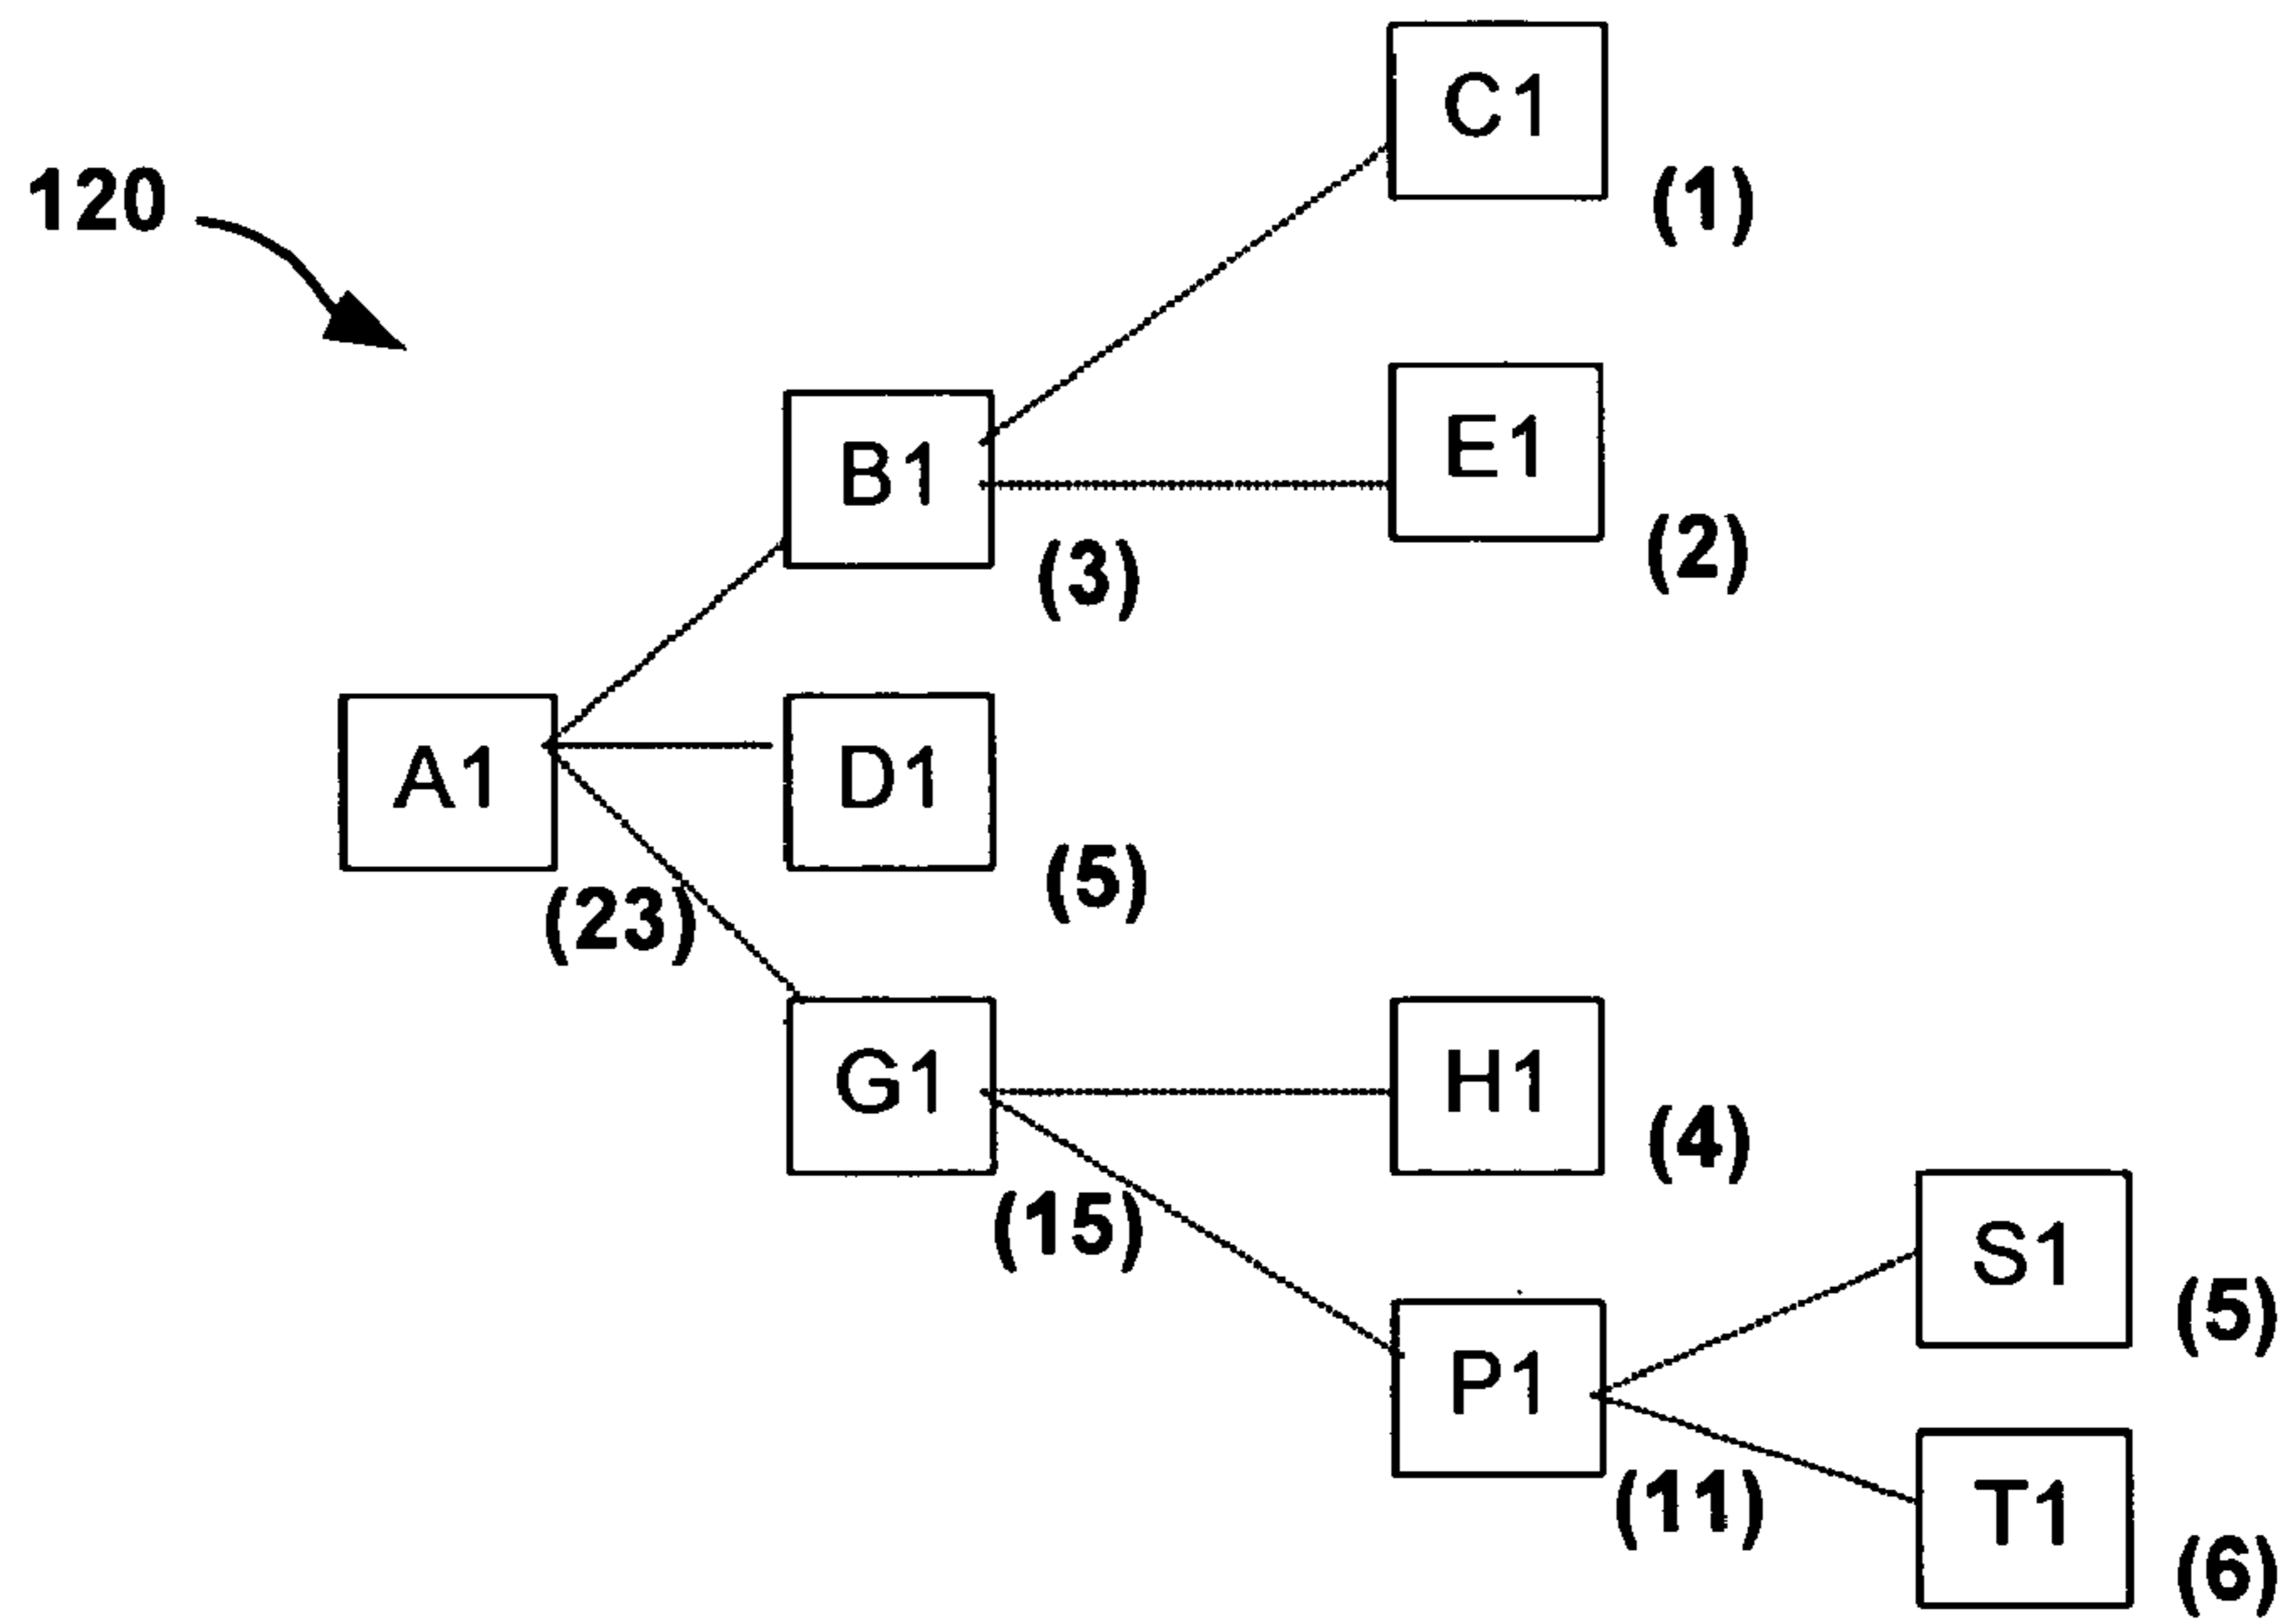 C1
(1)
120
E1
(2)
B1
(3)
A1
(23)
D1
(5)
G1
(15)
H1
(4)
S1
(5)
P1
(11)
T1
(6)